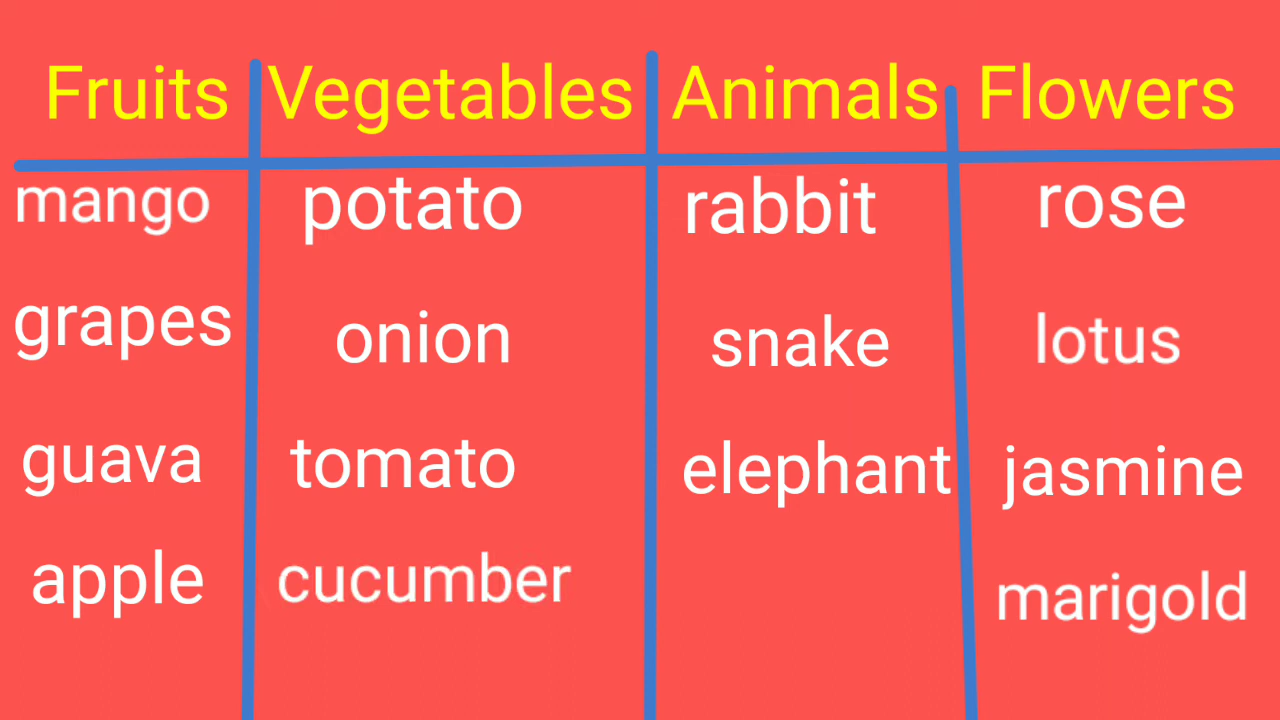 Fruits Vegetables Animals Flowers
mango potato rabbit rose
grapes onion snake lotus
guava tomato elephant jasmine
apple cucumber marigold